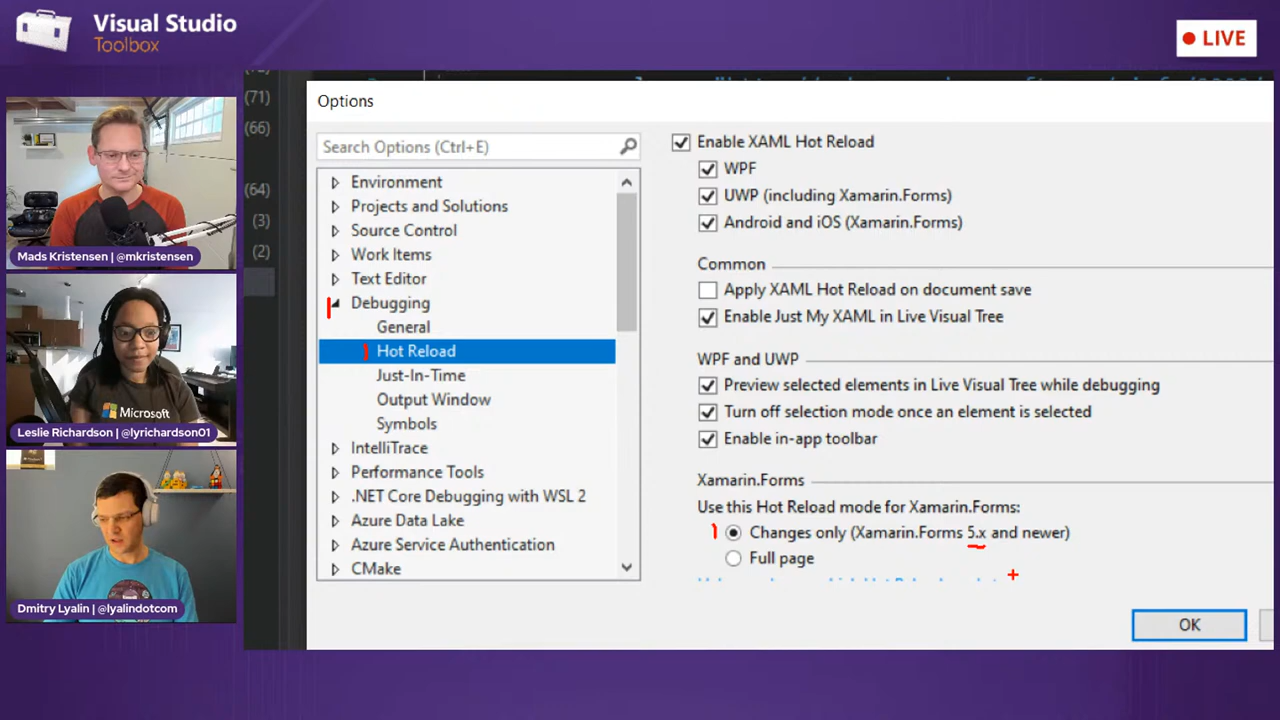 Visual Studio
Toolbox
LIVE
(71)
(66)
(64)
(3)
(2)
Mads Kristensen | @mkristensen
Microsoft
Leslie Richardson | @lyrichardson01
Dmitry Lyalin | @lyalindotcom
Options
Search Options (Ctrl+E)
Environment
Projects and Solutions
Source Control
Work Items
Text Editor
Debugging
General
Hot Reload
Just-In-Time
Output Window
Symbols
IntelliTrace
Performance Tools
.NET Core Debugging with WSL 2
Azure Data Lake
Azure Service Authentication
CMake
Enable XAML Hot Reload
WPF
UWP (including Xamarin.Forms)
Android and iOS (Xamarin.Forms)
Common
Apply XAML Hot Reload on document save
Enable Just My XAML in Live Visual Tree
WPF and UWP
Preview selected elements in Live Visual Tree while debugging
Turn off selection mode once an element is selected
Enable in-app toolbar
Xamarin.Forms
Use this Hot Reload mode for Xamarin.Forms:
Changes only (Xamarin.Forms 5.x and newer)
Full page
OK